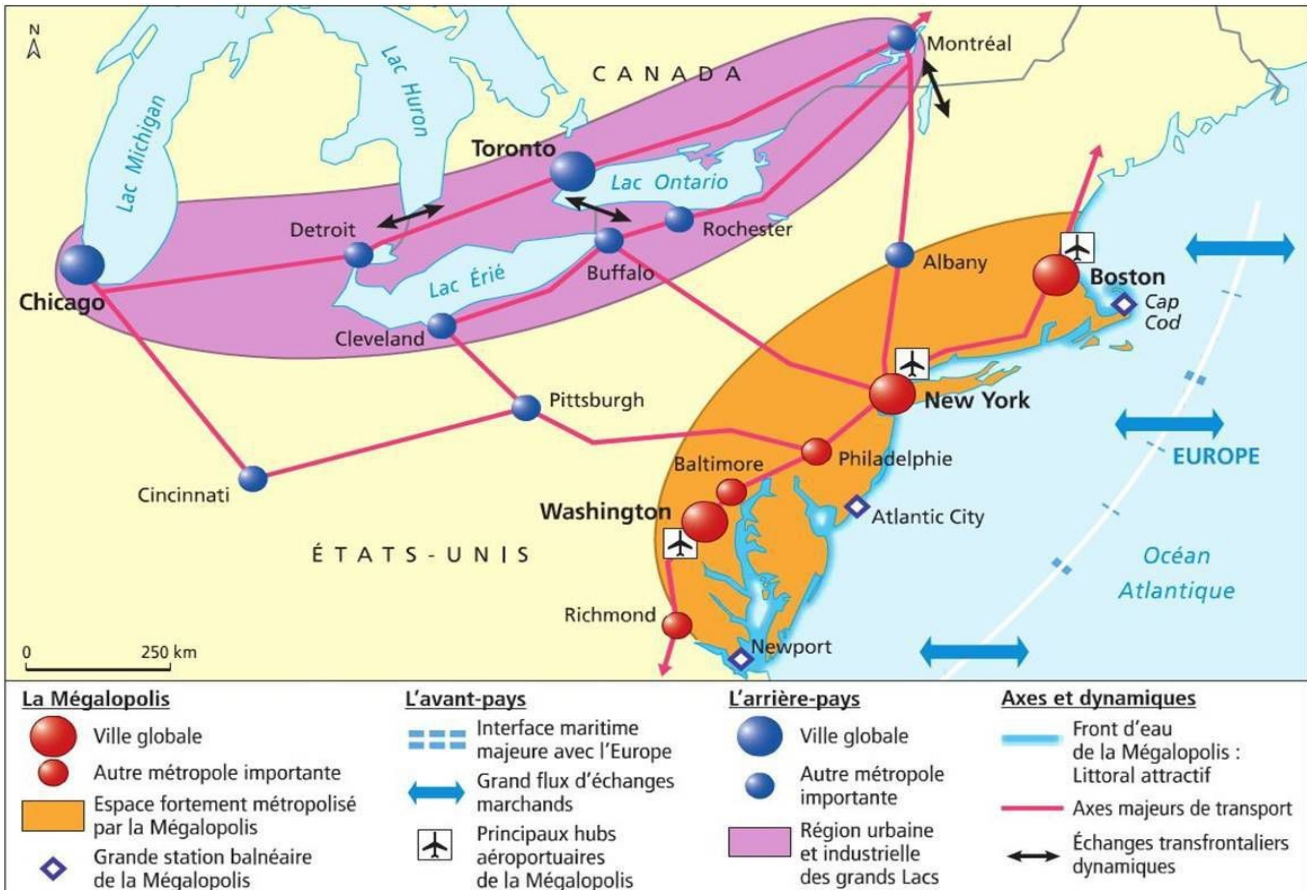 N
Lac Michigan
Lac Huron
CANADA
Montréal
Toronto
Lac Ontario
Detroit
Rochester
Buffalo
Albany
Boston
Chicago
Lac Érié
Cap
Cod
Cleveland
New York
Pittsburgh
EUROPE
Baltimore
Philadelphie
Cincinnati
Washington
Atlantic City
ÉTATS-UNIS
Océan
Atlantique
Richmond
Newport
0 250 km
La Mégalopolis
Ville globale
Autre métropole importante
Espace fortement métropolisé
par la Mégalopolis
Grande station balnéaire
de la Mégalopolis
L'avant-pays
Interface maritime
majeure avec l'Europe
Grand flux d'échanges
marchands
Principaux hubs
aéroportuaires
de la Mégalopolis
L'arrière-pays
Ville globale
Autre métropole
importante
Région urbaine
et industrielle
des grands Lacs
Axes et dynamiques
Front d'eau
de la Mégalopolis :
Littoral attractif
Axes majeurs de transport
Échanges transfrontaliers
dynamiques